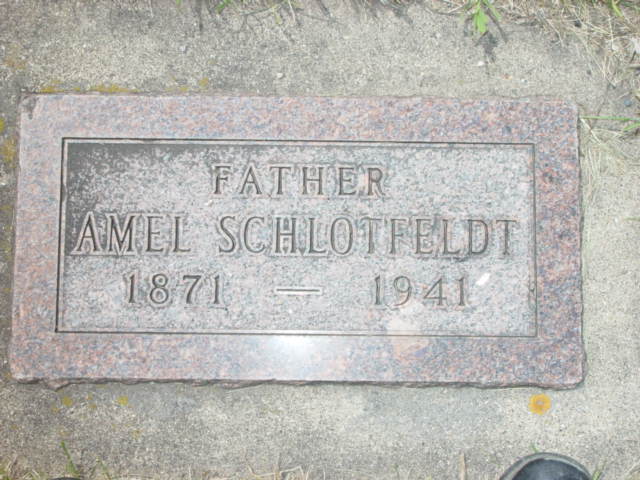 FATHER
AMEL SCHLOTFELDT
1871 — 1941